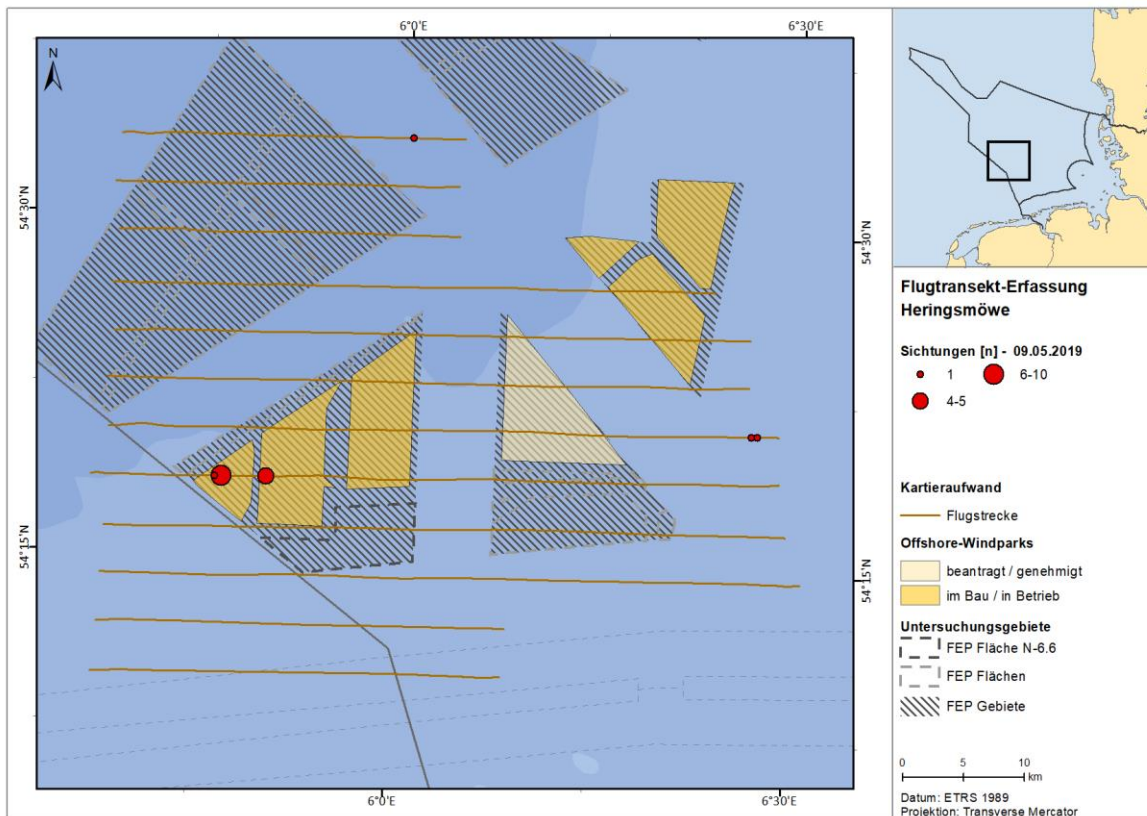 6°0'E
6°30'E
N
54°30'N
54°30'N
54°15'N
54°15'N
6°0'E
6°30'E
Flugtransekt-Erfassung
Heringsmöwe
Sichtungen [n] - 09.05.2019
1
6-10
4-5
Kartieraufwand
Flugstrecke
Offshore-Windparks
beantragt / genehmigt
im Bau / in Betrieb
Untersuchungsgebiete
FEP Fläche N-6.6
FEP Flächen
FEP Gebiete
0 5 10
km
Datum: ETRS 1989
Projektion: Transverse Mercator